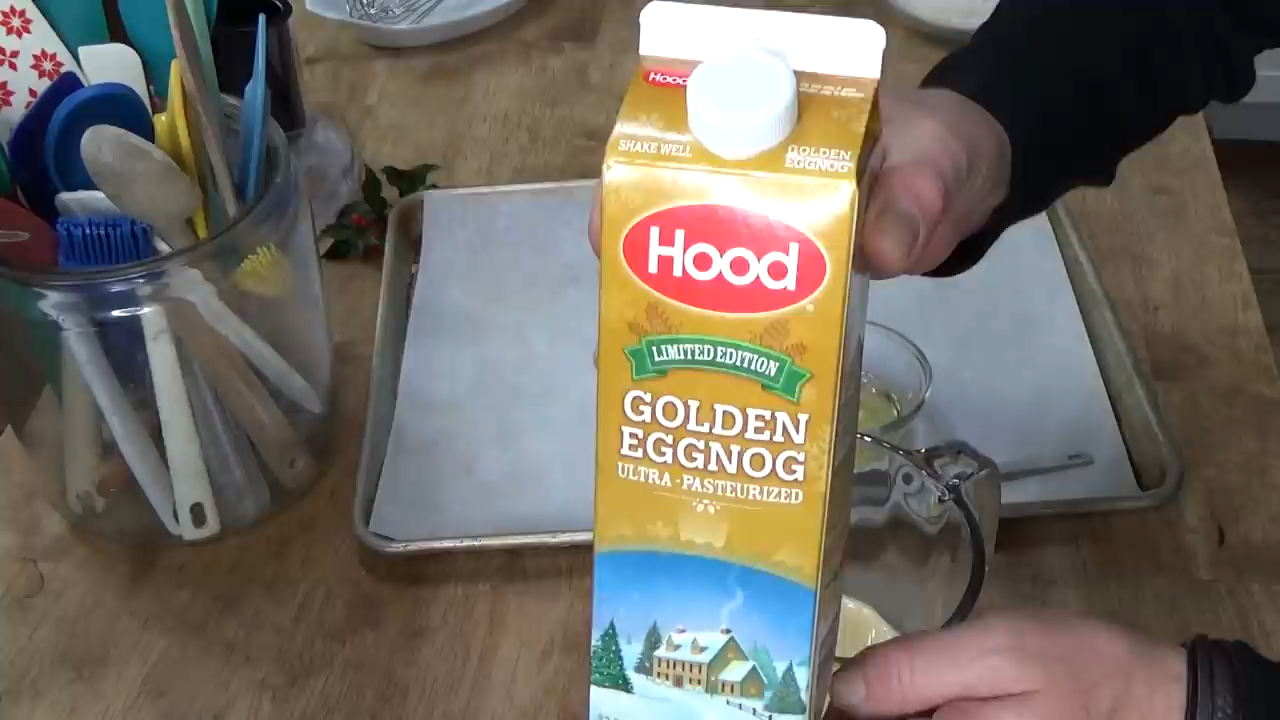 Hood
SHAKE WELL
GOLDEN
EGGNOG
Hood
LIMITED EDITION
GOLDEN
EGGNOG
ULTRA-PASTEURIZED